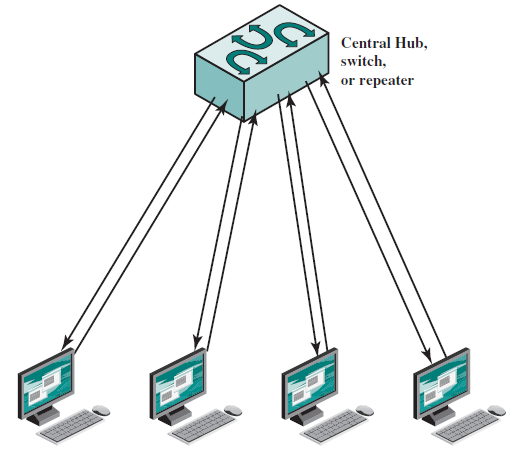 Central Hub,
switch,
or repeater